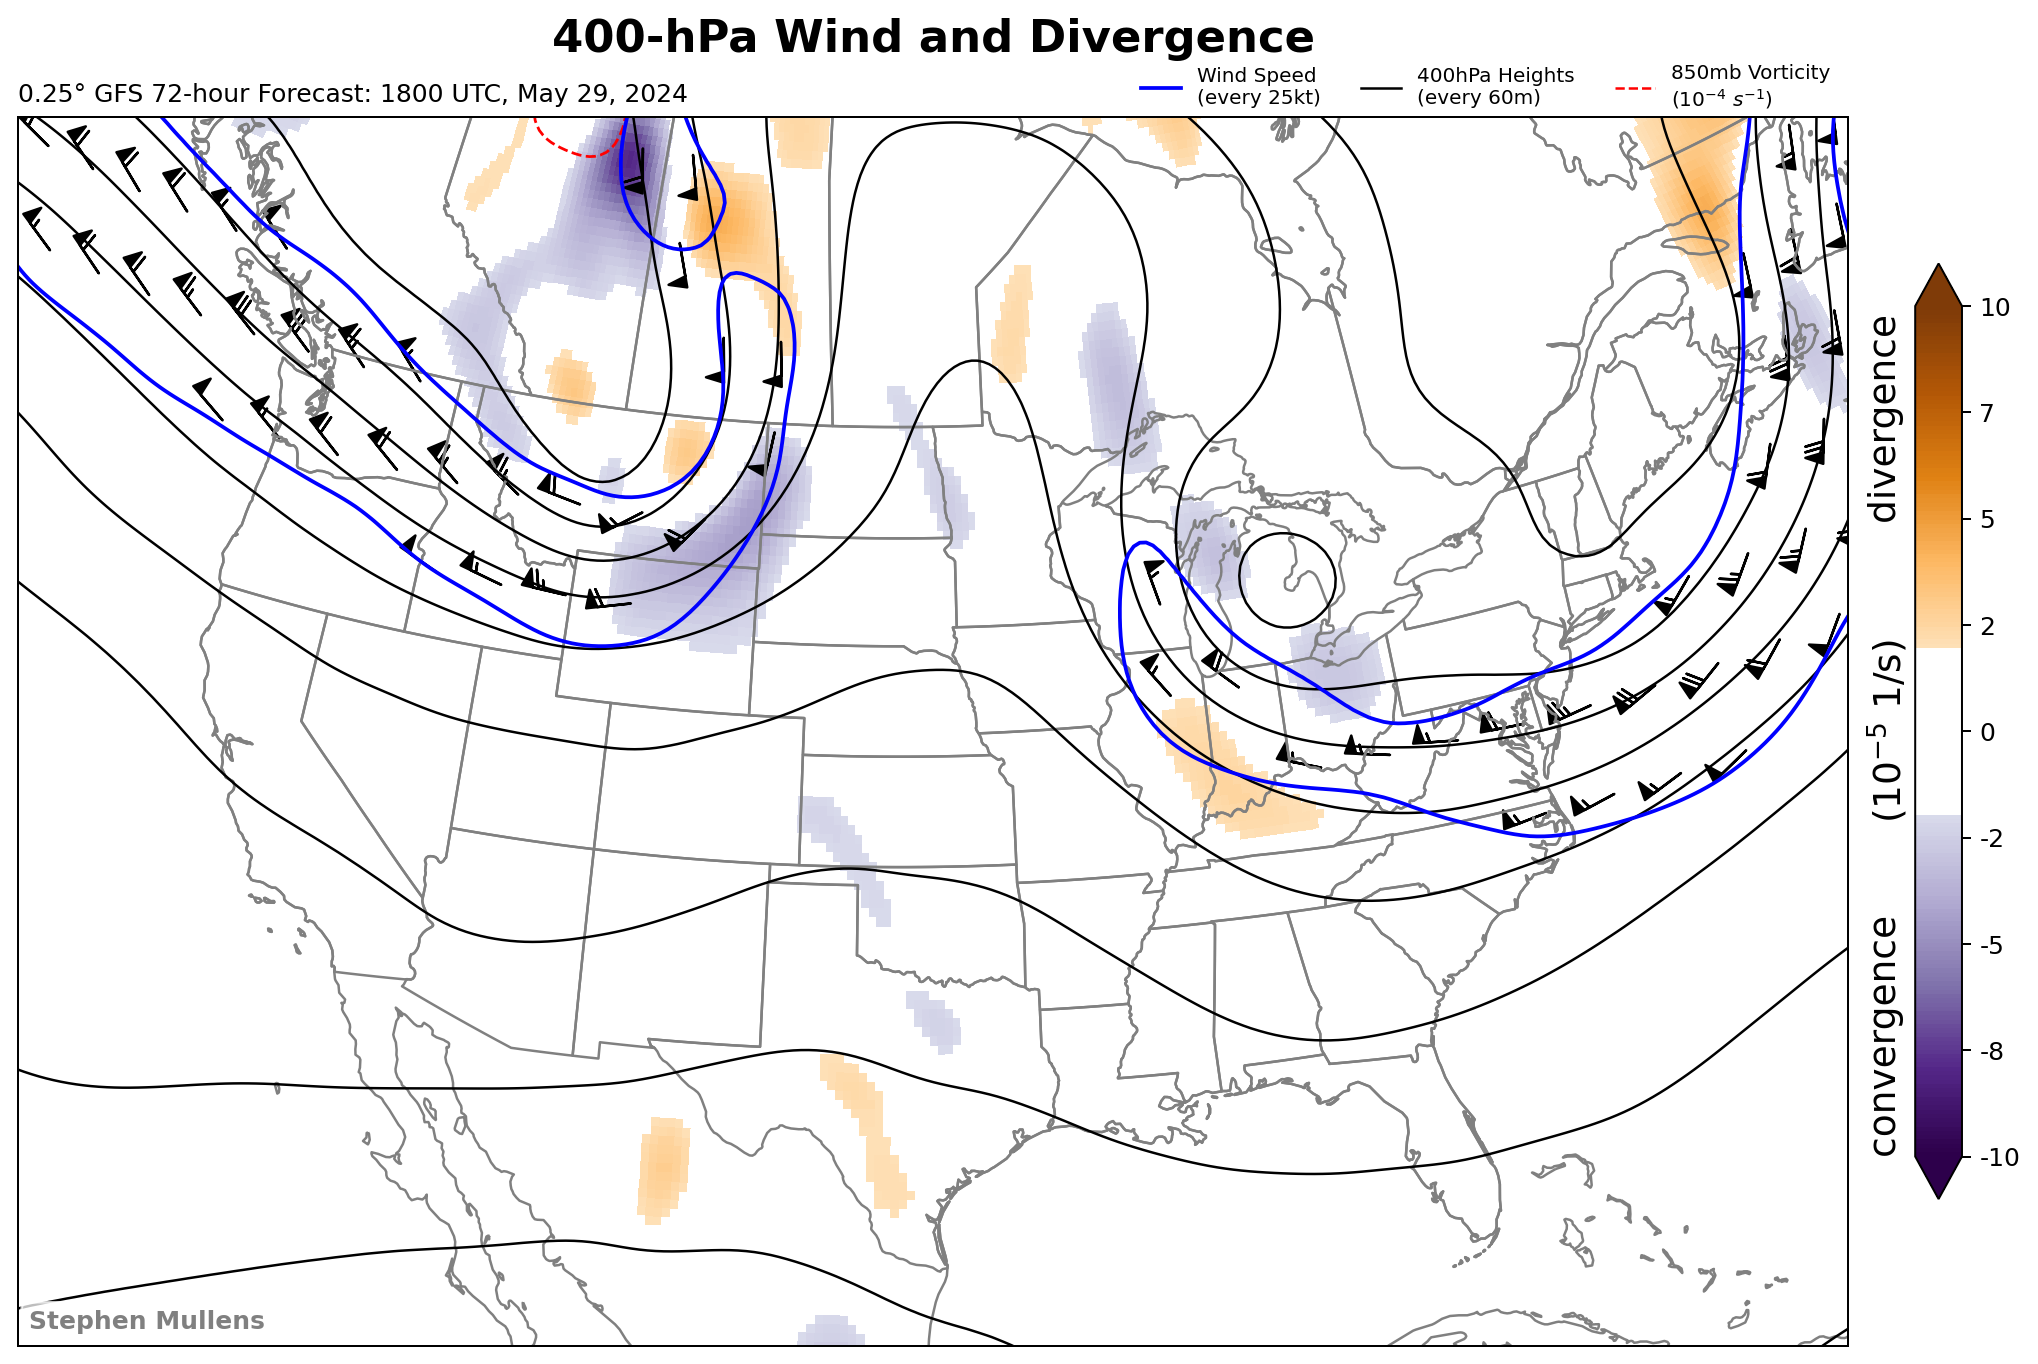 400-hPa Wind and Divergence
0.25° GFS 72-hour Forecast: 1800 UTC, May 29, 2024
Wind Speed
(every 25kt)
400hPa Heights
(every 60m)
850mb Vorticity
(10⁻⁴ s⁻¹)
10
7
5
2
0
-2
-5
-8
-10
convergence (10⁻⁵ 1/s) divergence
Stephen Mullens